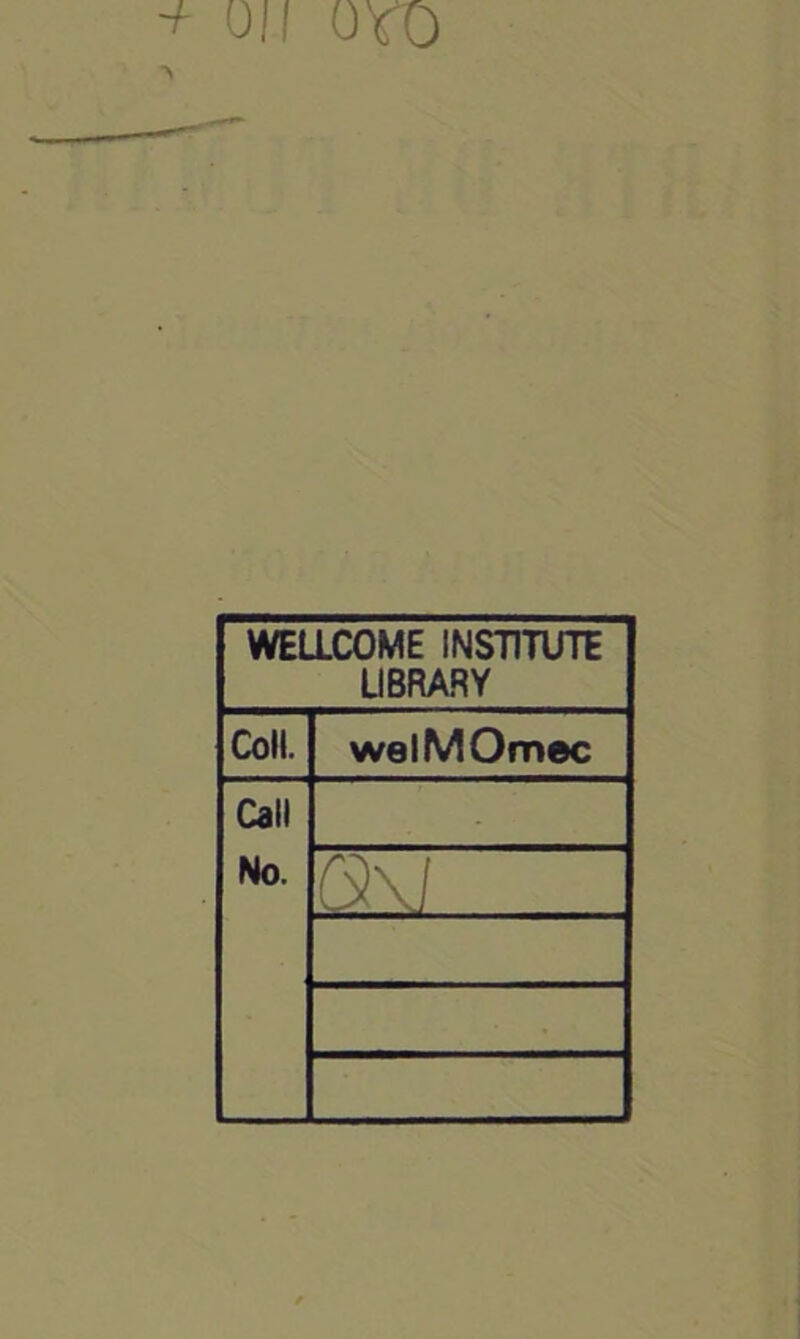 WELLCOME INSTITUTE
LIBRARY
Coll. welMOmec
Call
No. QV